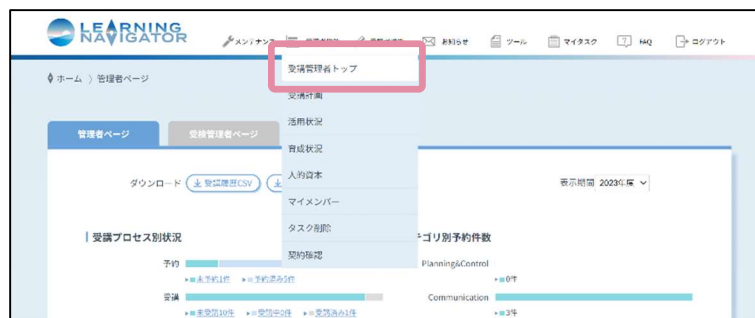 LEARNING
NAVIGATOR
メンテナンス
お知らせ
ツール
マイタスク
FAQ
ログアウト
ホーム 〉管理者ページ
受講管理者トップ
受講計画
活用状況
育成状況
人的資本
マイメンバー
タスク削除
契約確認
管理者ページ
受講管理者ページ
ダウンロード
受講履歴CSV
表示期間 2023年度
受講プロセス別状況
ゴリ別予約件数
予約
未予約1件
予約済み5件
Planning&Control
0件
受講
未受講10件
受講中0件
受講済み1件
Communication
3件